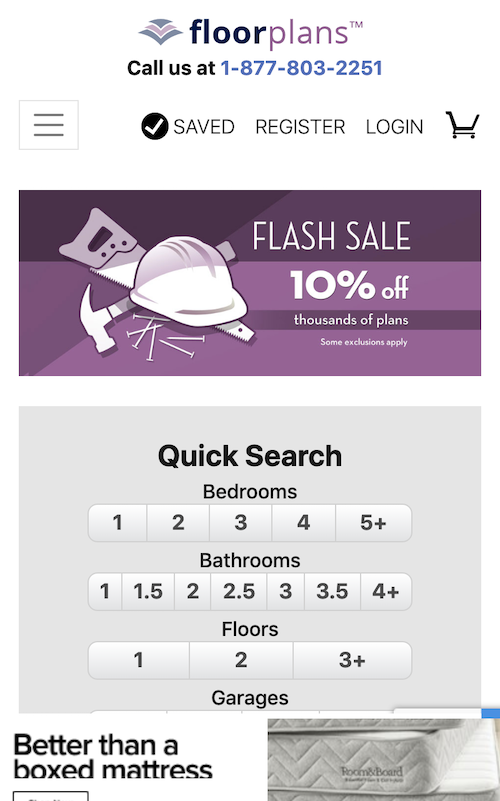 floorplans™
Call us at 1-877-803-2251
SAVED REGISTER LOGIN
FLASH SALE
10% off
thousands of plans
Some exclusions apply
Quick Search
Bedrooms
1 2 3 4 5+
Bathrooms
1 1.5 2 2.5 3 3.5 4+
Floors
1 2 3+
Garages
Better than a
boxed mattress
Room&Board